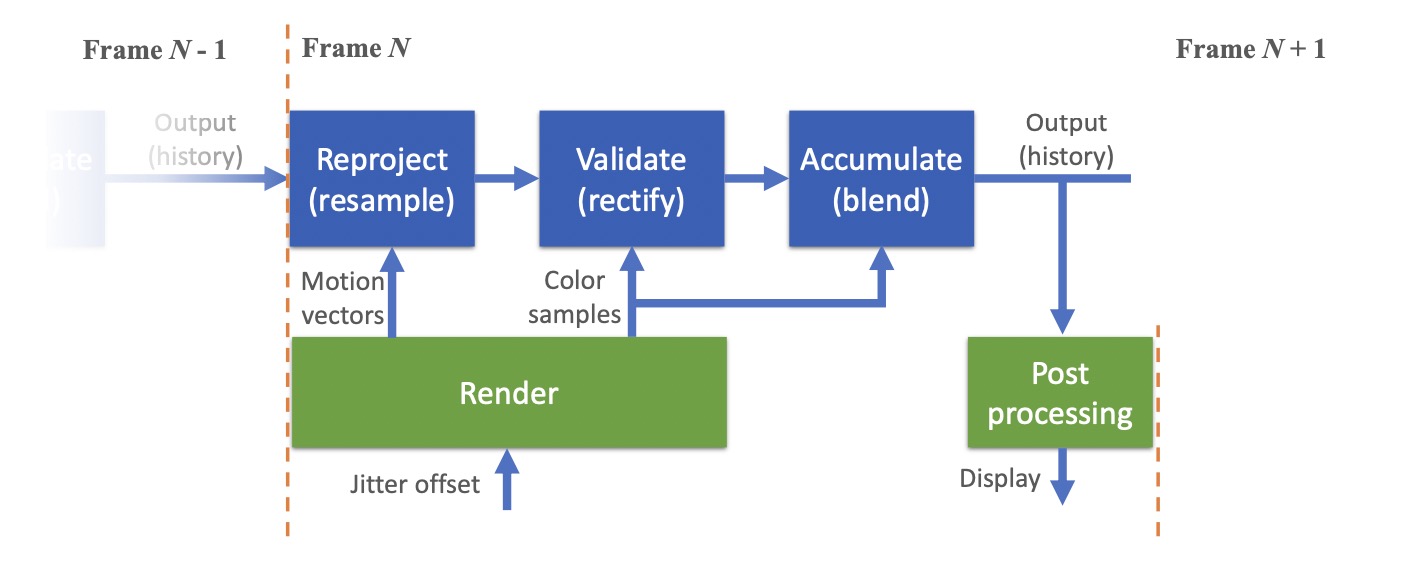 Frame N - 1
Frame N
Frame N + 1
Output
(history)
ate
)
Reproject
(resample)
Validate
(rectify)
Accumulate
(blend)
Output
(history)
Motion
vectors
Color
samples
Render
Post
processing
Jitter offset
Display